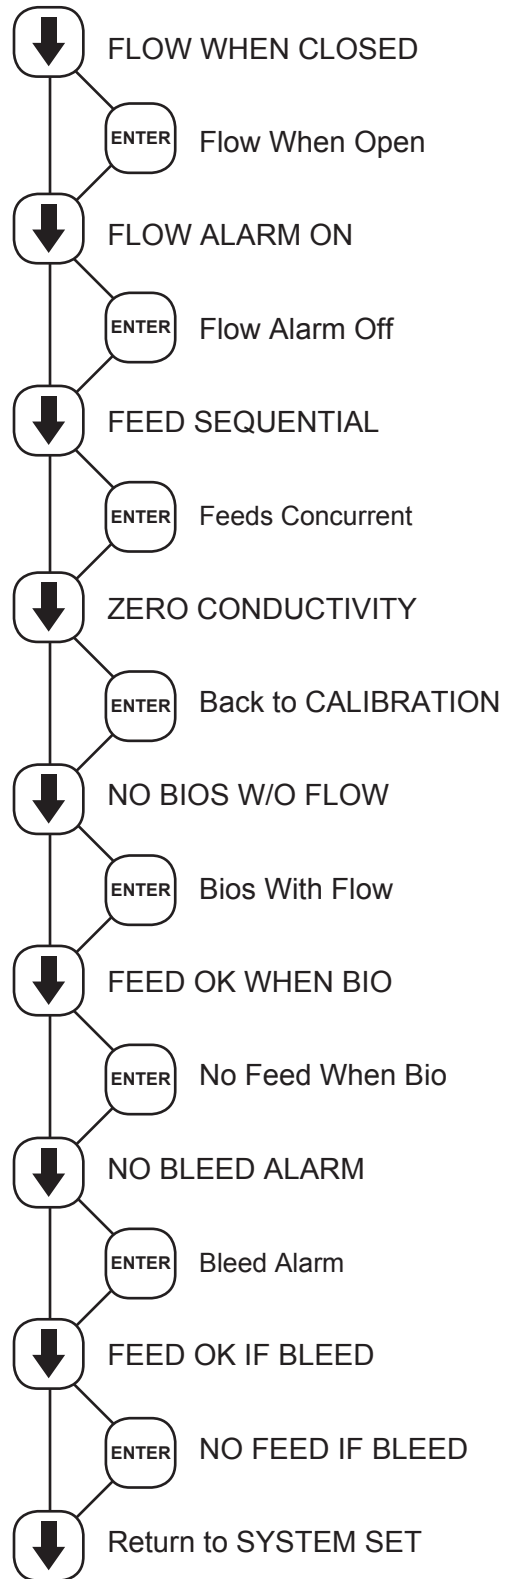 FLOW WHEN CLOSED
ENTER Flow When Open
FLOW ALARM ON
ENTER Flow Alarm Off
FEED SEQUENTIAL
ENTER Feeds Concurrent
ZERO CONDUCTIVITY
ENTER Back to CALIBRATION
NO BIOS W/O FLOW
ENTER Bios With Flow
FEED OK WHEN BIO
ENTER No Feed When Bio
NO BLEED ALARM
ENTER Bleed Alarm
FEED OK IF BLEED
ENTER NO FEED IF BLEED
Return to SYSTEM SET